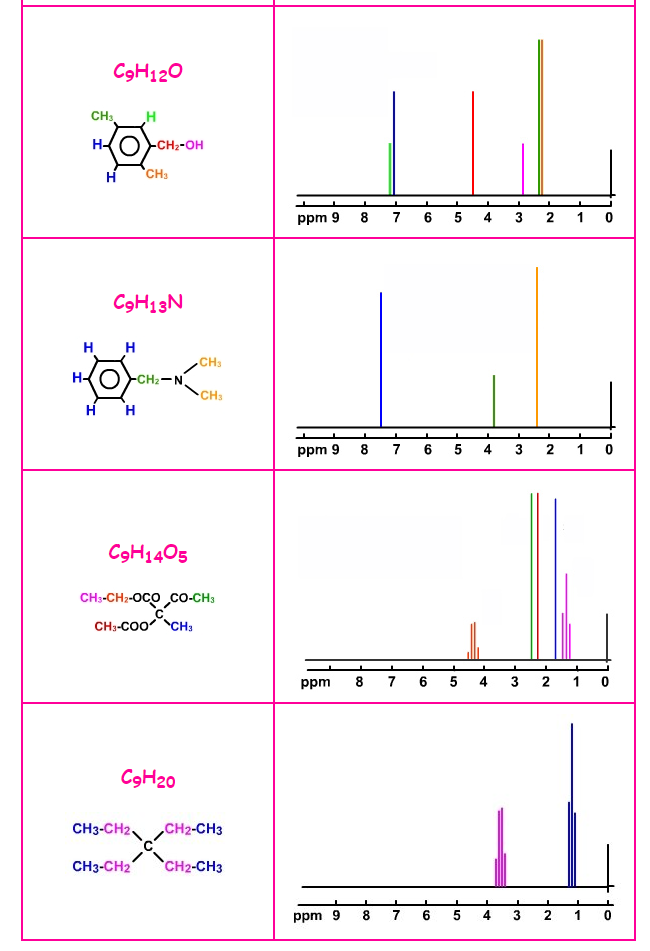 C9H12O
CH3 H
H CH2-OH
H CH3
ppm 9 8 7 6 5 4 3 2 1 0
C9H13N
H H
CH3
H CH2 N
CH3
H H
ppm 9 8 7 6 5 4 3 2 1 0
C9H14O5
CH3-CH2-OCO CO-CH3
C
CH3-COO CH3
ppm 8 7 6 5 4 3 2 1 0
C9H20
CH3-CH2 CH2-CH3
C
CH3-CH2 CH2-CH3
ppm 9 8 7 6 5 4 3 2 1 0